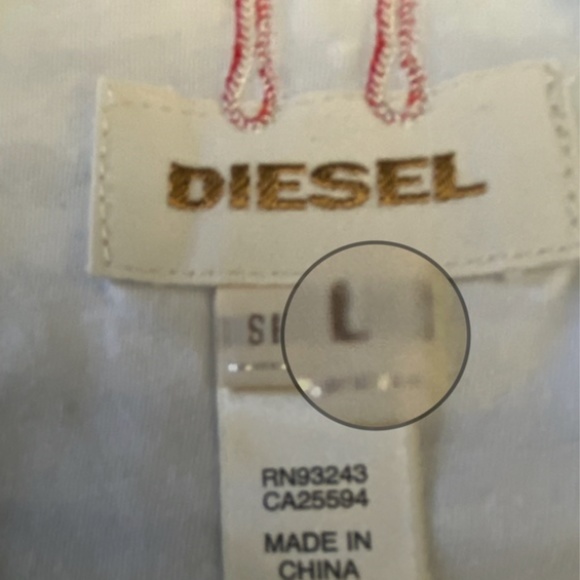 DIESEL
L
RN93243
CA25594
MADE IN
CHINA